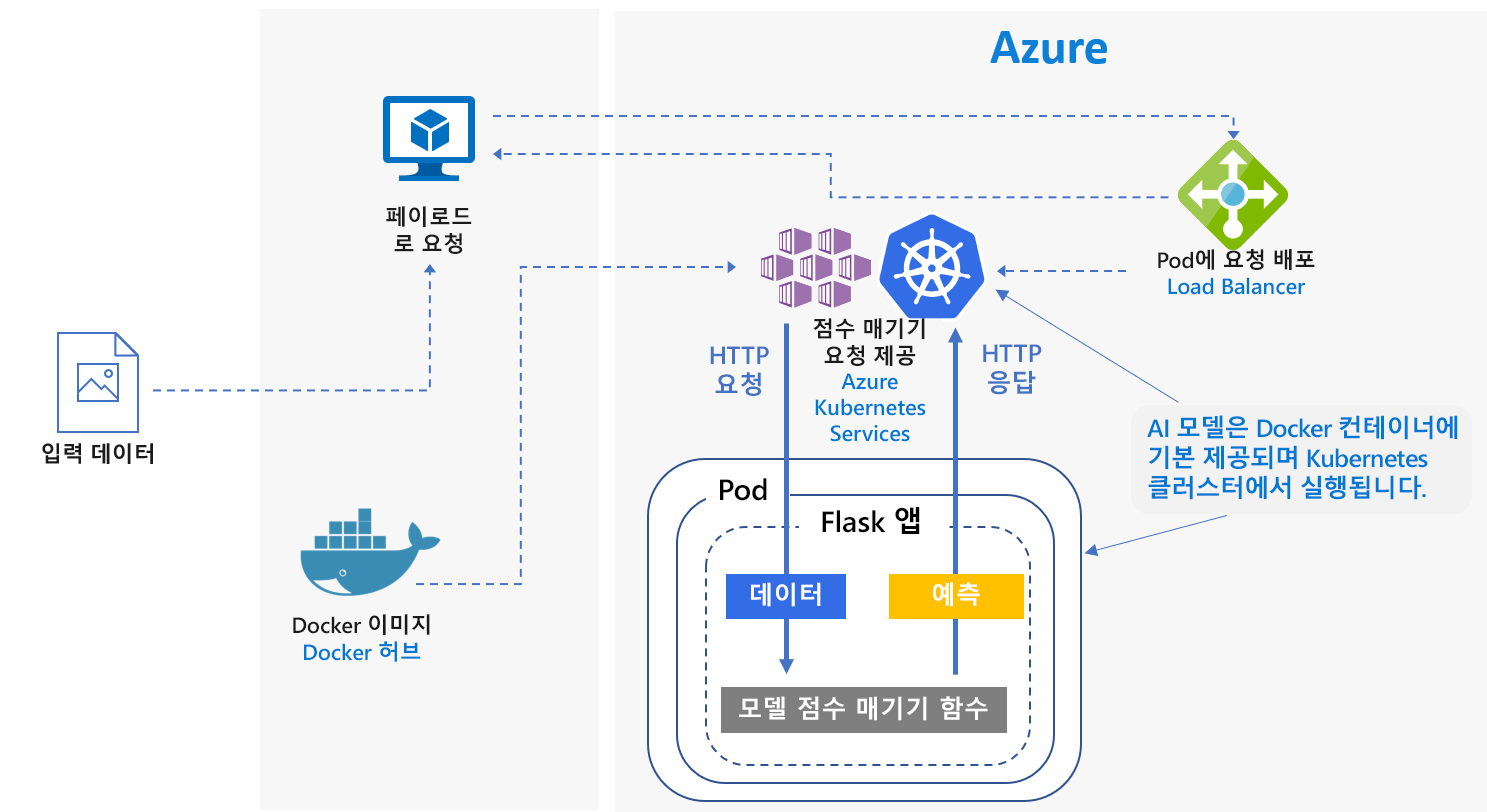 Azure
페이로드
로 요청
Pod에 요청 배포
Load Balancer
점수 매기기
요청 제공
Azure
Kubernetes
Services
HTTP
요청
HTTP
응답
입력 데이터
AI 모델은 Docker 컨테이너에
기본 제공되며 Kubernetes
클러스터에서 실행됩니다.
Pod
Flask 앱
데이터
예측
모델 점수 매기기 함수
Docker 이미지
Docker 허브